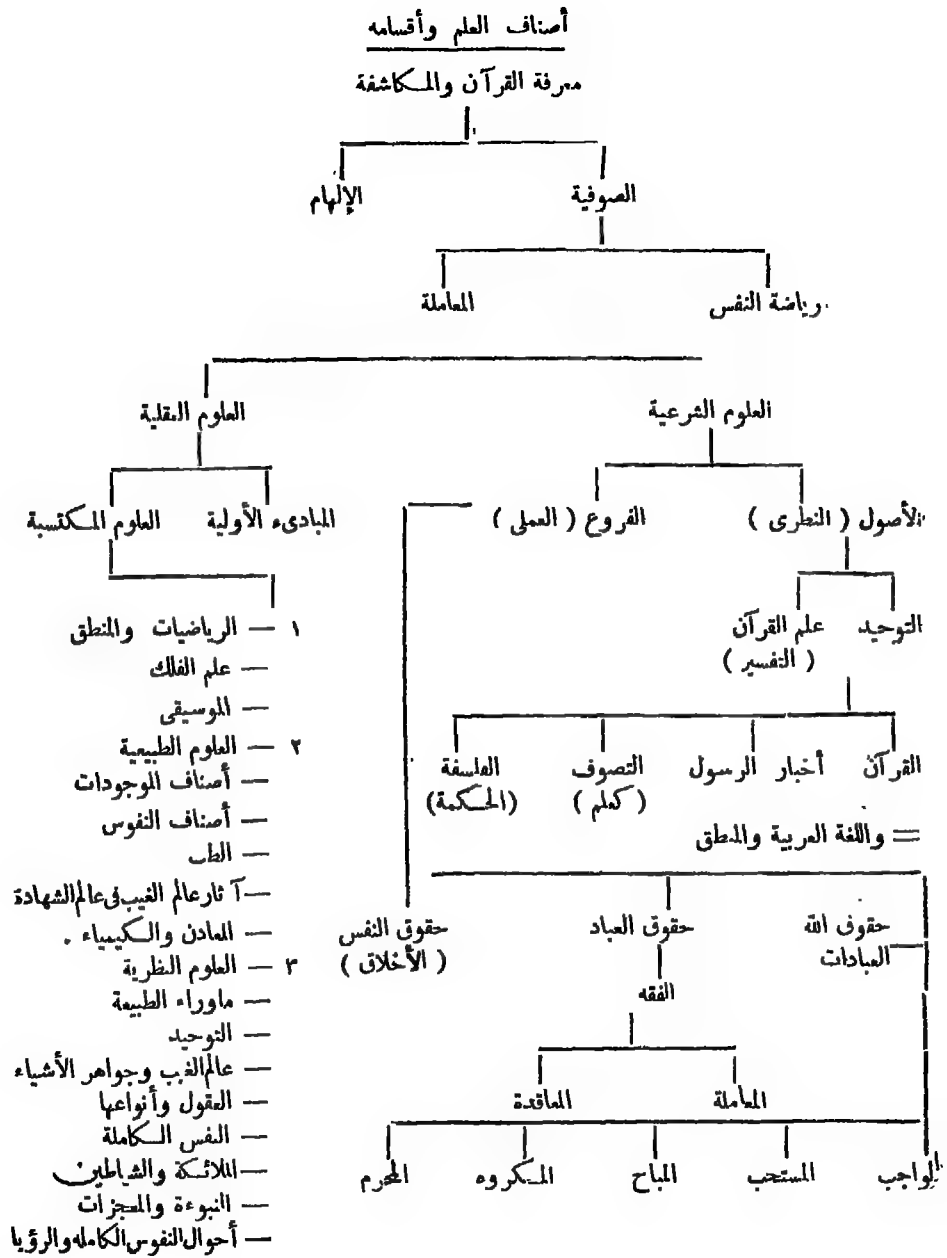 أصناف العلم وأقسامه
معرفة القرآن والمكاشفة
الصوفية الإلهام
رياضة النفس المعاملة
العلوم الشرعية العلوم العقلية
الأصول ( النظرى ) الفروع ( العملى ) المبادىء الأولية العلوم المكتسبة
التوحيد علم القرآن
( التفسير )
القرآن أخبار الرسول التصوف الفلسفة
( كعلم ) (الحكمة)
= واللغة العربية والمنطق
حقوق الله حقوق العباد حقوق النفس
العبادات ( الأخلاق )
الفقه
المعاملة المعاقدة
الواجب المستحب المباح المكروه المحرم
١ — الرياضيات والمنطق
— علم الفلك
— الموسيقى
٢ — العلوم الطبيعية
— أصناف الموجودات
— أصناف النفوس
— الطب
— آثار عالم الغيب فى عالم الشهادة
— المعادن والكيمياء .
٣ — العلوم النظرية
— ماوراء الطبيعة
— التوحيد
— عالم الغيب وجواهر الأشياء
— العقول وأنواعها
— النفس الكاملة
— الملائكة والشياطين
— النبوءة والمعجزات
— أحوال النفوس الكاملة والرؤيا